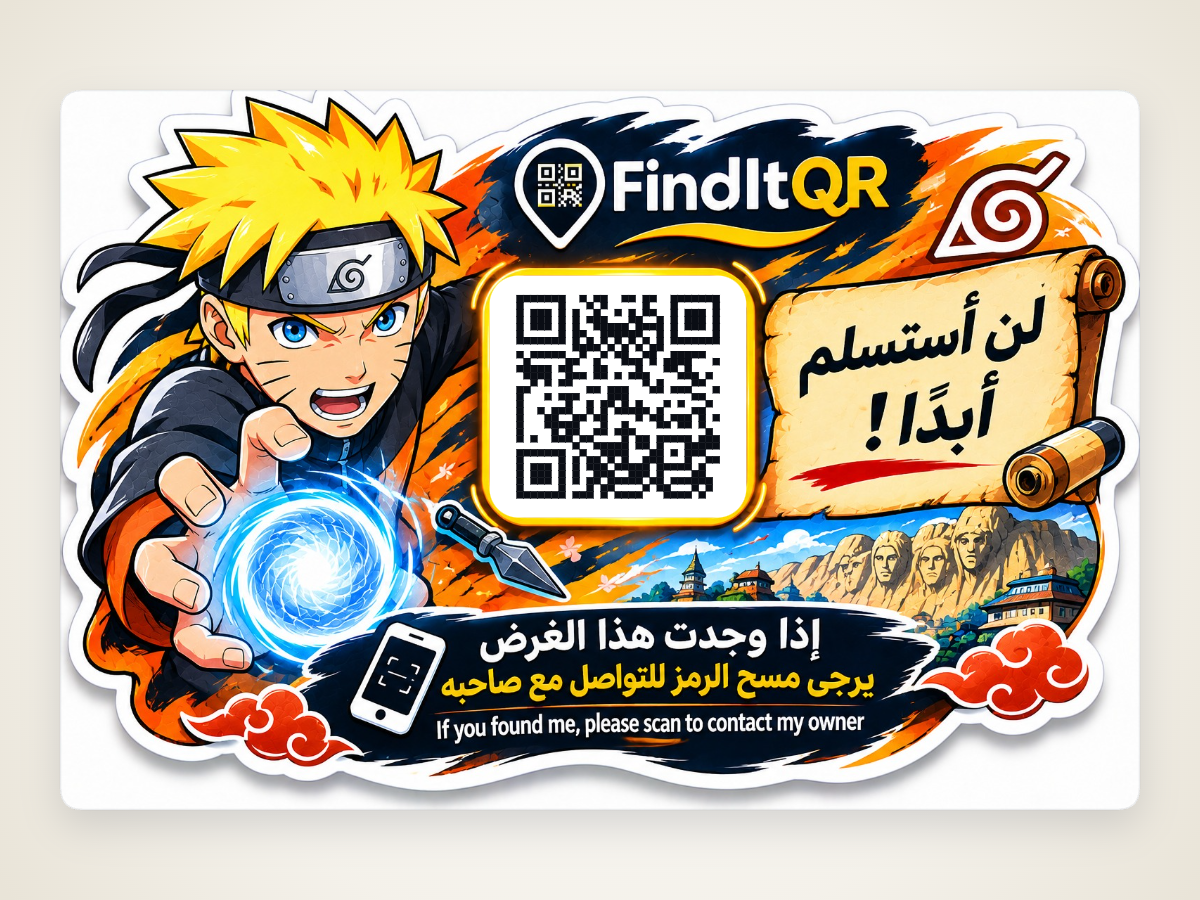 FindItQR
لن أستسلم
أبدًا!
إذا وجدت هذا الغرض
يرجى مسح الرمز للتواصل مع صاحبه
If you found me, please scan to contact my owner